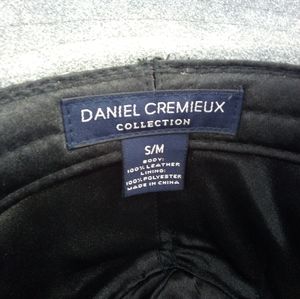 DANIEL CREMIEUX
COLLECTION
S/M
BODY:
100% LEATHER
LINING:
100% POLYESTER
MADE IN CHINA